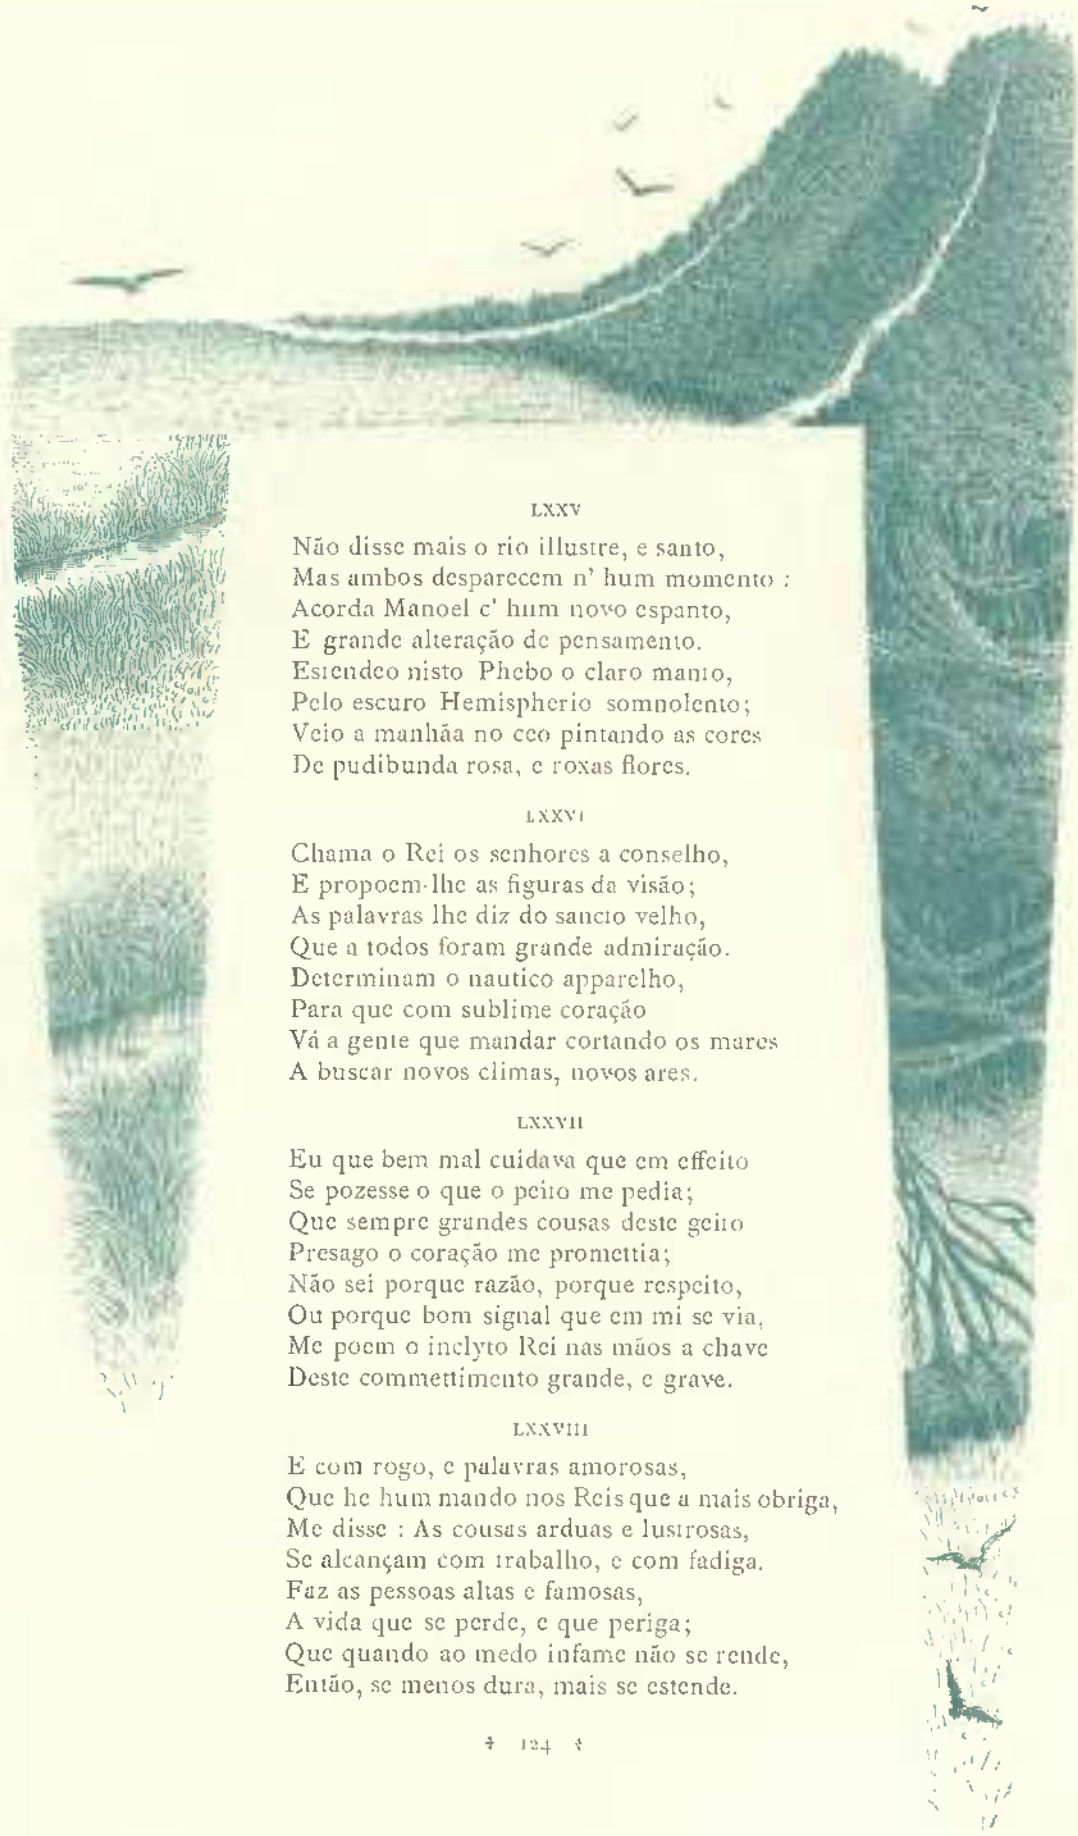 LXXV
Não disse mais o rio illustre, e santo,
Mas ambos desparecem n' hum momento :
Acorda Manoel c' hum novo espanto,
E grande alteração de pensamento.
Estendeo nisto Phebo o claro manto,
Pelo escuro Hemispherio somnolento;
Veio a manhãa no ceo pintando as cores
De pudibunda rosa, e roxas flores.
LXXVI
Chama o Rei os senhores a conselho,
E propoem-lhe as figuras da visão;
As palavras lhe diz do sancto velho,
Que a todos foram grande admiração.
Determinam o nautico apparelho,
Para que com sublime coração
Vá a gente que mandar cortando os mares
A buscar novos climas, novos ares.
LXXVII
Eu que bem mal cuidava que em effeito
Se pozesse o que o peito me pedia;
Que sempre grandes cousas deste geito
Presago o coração me promettia;
Não sei porque razão, porque respeito,
Ou porque bom signal que em mi se via,
Me poem o inclyto Rei nas mãos a chave
Deste commettimento grande, e grave.
LXXVIII
E com rogo, e palavras amorosas,
Que he hum mando nos Reis que a mais obriga,
Me disse : As cousas arduas e lustrosas,
Se alcançam com trabalho, e com fadiga.
Faz as pessoas altas e famosas,
A vida que se perde, e que periga;
Que quando ao medo infame não se rende,
Então, se menos dura, mais se estende.
124